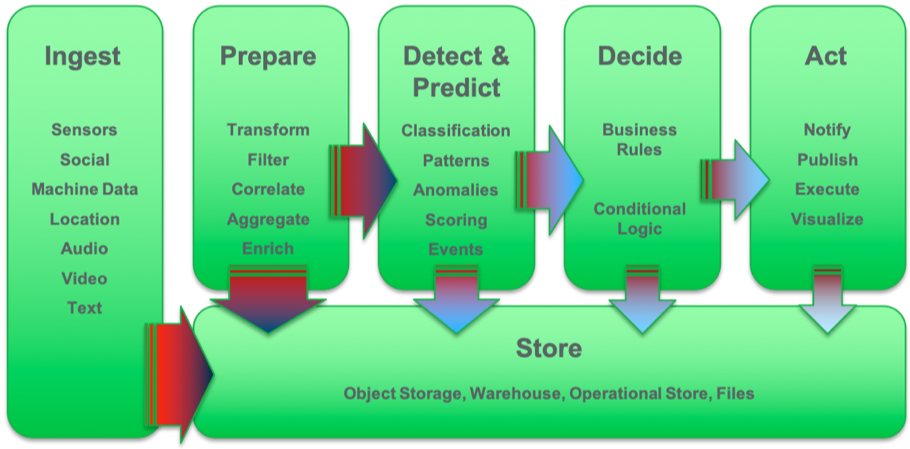 Ingest
Sensors
Social
Machine Data
Location
Audio
Video
Text
Prepare
Transform
Filter
Correlate
Aggregate
Enrich
Detect &
Predict
Classification
Patterns
Anomalies
Scoring
Events
Decide
Business
Rules
Conditional
Logic
Act
Notify
Publish
Execute
Visualize
Store
Object Storage, Warehouse, Operational Store, Files